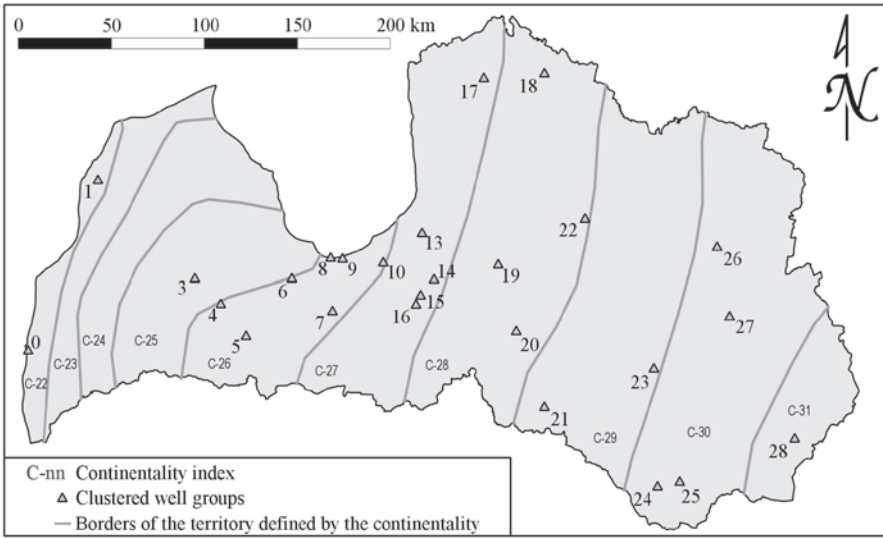 0 50 100 150 200 km
N
17
18
1
22
13
26
8
9
10
19
14
3
6
15
16
4
7
27
5
20
0
23
C-25
C-24
C-23
C-26
C-27
C-28
C-22
21
C-31
C-29
C-30
28
24
25
C-nn Continentality index
Clustered well groups
Borders of the territory defined by the continentality